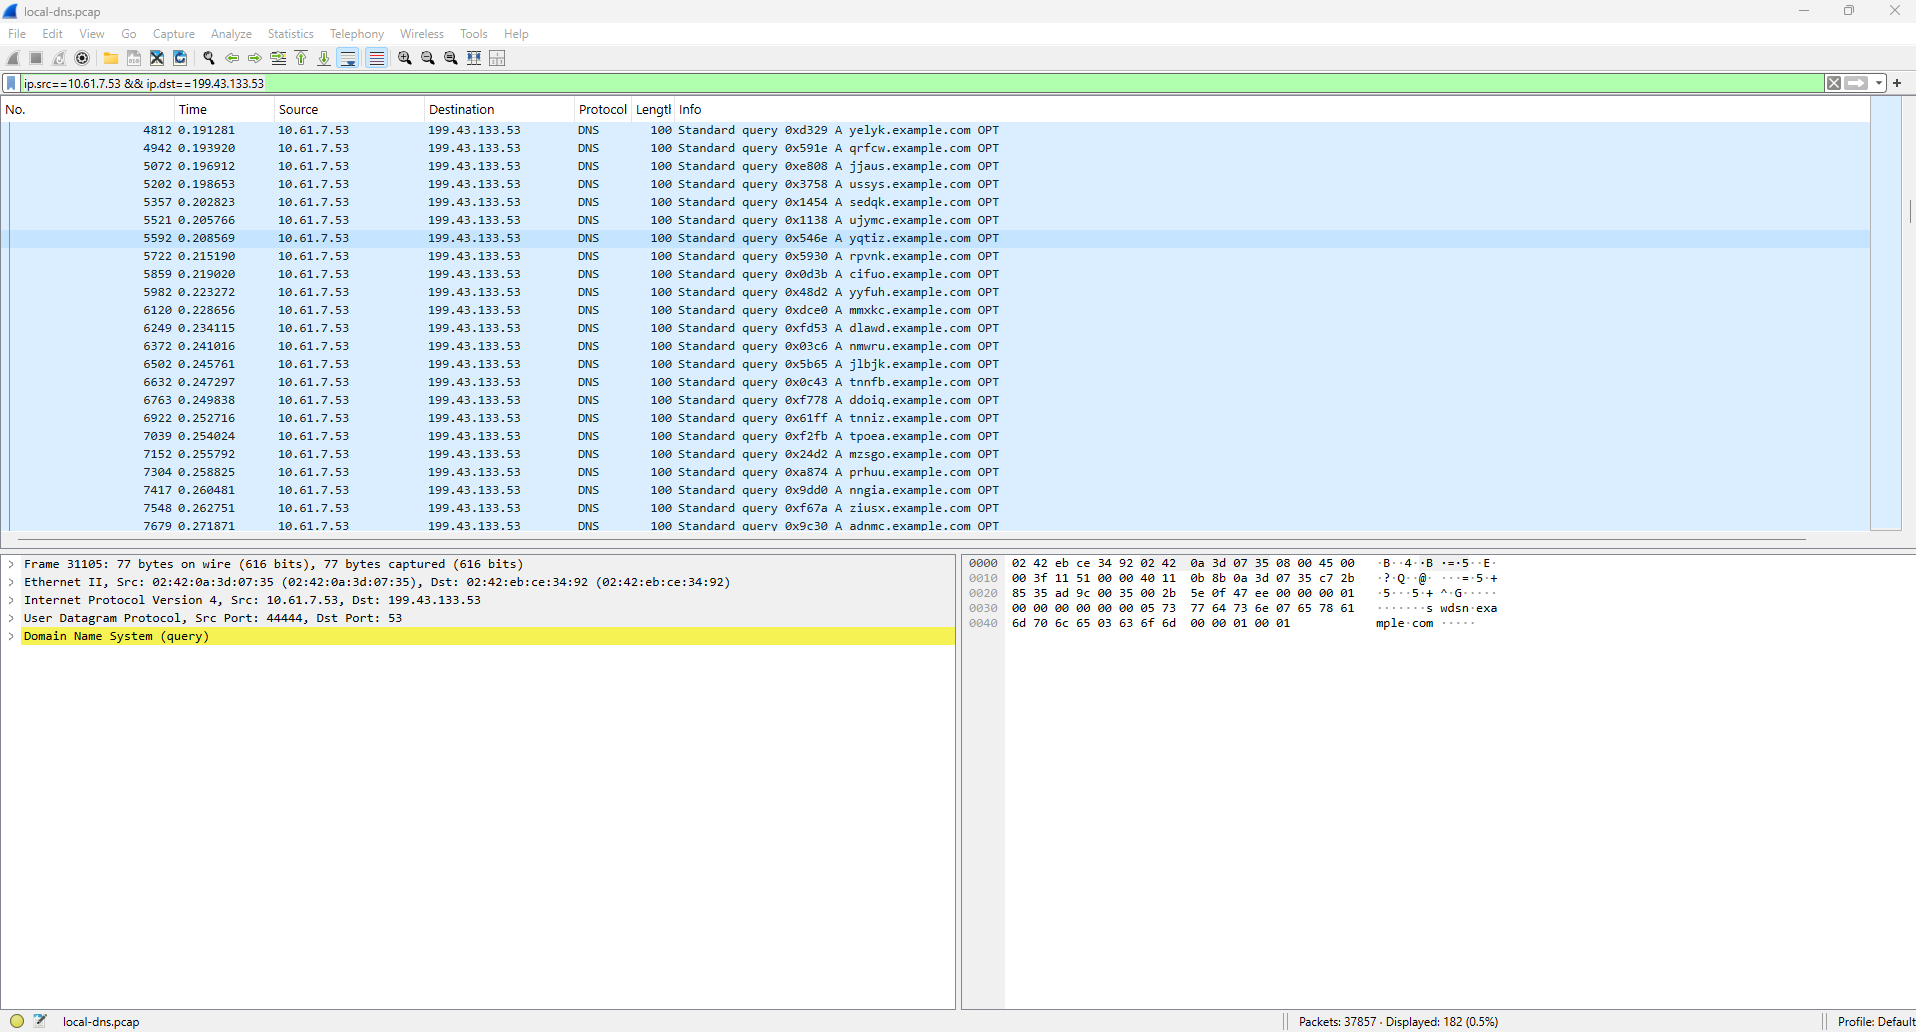 local-dns.pcap
File Edit View Go Capture Analyze Statistics Telephony Wireless Tools Help
ip.src==10.61.7.53 && ip.dst==199.43.133.53
No. Time Source Destination Protocol Lengtl Info
4812 0.191281 10.61.7.53 199.43.133.53 DNS 100 Standard query 0xd329 A yelyk.example.com OPT
4942 0.193920 10.61.7.53 199.43.133.53 DNS 100 Standard query 0x591e A qrfcw.example.com OPT
5072 0.196912 10.61.7.53 199.43.133.53 DNS 100 Standard query 0xe808 A jjaus.example.com OPT
5202 0.198653 10.61.7.53 199.43.133.53 DNS 100 Standard query 0x3758 A ussys.example.com OPT
5357 0.202823 10.61.7.53 199.43.133.53 DNS 100 Standard query 0x1454 A sedqk.example.com OPT
5521 0.205766 10.61.7.53 199.43.133.53 DNS 100 Standard query 0x1138 A ujymc.example.com OPT
5592 0.208569 10.61.7.53 199.43.133.53 DNS 100 Standard query 0x546e A yqtiz.example.com OPT
5722 0.215190 10.61.7.53 199.43.133.53 DNS 100 Standard query 0x5930 A rpvnk.example.com OPT
5859 0.219020 10.61.7.53 199.43.133.53 DNS 100 Standard query 0x0d3b A cifuo.example.com OPT
5982 0.223272 10.61.7.53 199.43.133.53 DNS 100 Standard query 0x48d2 A yyfuh.example.com OPT
6120 0.228656 10.61.7.53 199.43.133.53 DNS 100 Standard query 0xdce0 A mmxkc.example.com OPT
6249 0.234115 10.61.7.53 199.43.133.53 DNS 100 Standard query 0xfd53 A dlawd.example.com OPT
6372 0.241016 10.61.7.53 199.43.133.53 DNS 100 Standard query 0x03c6 A nmwru.example.com OPT
6502 0.245761 10.61.7.53 199.43.133.53 DNS 100 Standard query 0x5b65 A jlbjk.example.com OPT
6632 0.247297 10.61.7.53 199.43.133.53 DNS 100 Standard query 0x0c43 A tnnfb.example.com OPT
6763 0.249838 10.61.7.53 199.43.133.53 DNS 100 Standard query 0xf778 A ddoiq.example.com OPT
6922 0.252716 10.61.7.53 199.43.133.53 DNS 100 Standard query 0x61ff A tnniz.example.com OPT
7039 0.254024 10.61.7.53 199.43.133.53 DNS 100 Standard query 0xf2fb A tpoea.example.com OPT
7152 0.255792 10.61.7.53 199.43.133.53 DNS 100 Standard query 0x24d2 A mzsgo.example.com OPT
7304 0.258825 10.61.7.53 199.43.133.53 DNS 100 Standard query 0xa874 A prhuu.example.com OPT
7417 0.260481 10.61.7.53 199.43.133.53 DNS 100 Standard query 0x9dd0 A nngia.example.com OPT
7548 0.262751 10.61.7.53 199.43.133.53 DNS 100 Standard query 0xf67a A ziusx.example.com OPT
7679 0.271871 10.61.7.53 199.43.133.53 DNS 100 Standard query 0x9c30 A adnmc.example.com OPT
Frame 31105: 77 bytes on wire (616 bits), 77 bytes captured (616 bits)
Ethernet II, Src: 02:42:0a:3d:07:35 (02:42:0a:3d:07:35), Dst: 02:42:eb:ce:34:92 (02:42:eb:ce:34:92)
Internet Protocol Version 4, Src: 10.61.7.53, Dst: 199.43.133.53
User Datagram Protocol, Src Port: 44444, Dst Port: 53
Domain Name System (query)
0000 02 42 eb ce 34 92 02 42 0a 3d 07 35 08 00 45 00 ·B··4··B ·=·5··E·
0010 00 3f 11 51 00 00 40 11 0b 8b 0a 3d 07 35 c7 2b ·?·Q··@· ···=·5·+
0020 85 35 ad 9c 00 35 00 2b 5e 0f 47 ee 00 00 00 01 ·5···5·+ ^·G·····
0030 00 00 00 00 00 00 05 73 77 64 73 6e 07 65 78 61 ·······s wdsn·exa
0040 6d 70 6c 65 03 63 6f 6d 00 00 01 00 01 mple·com ·····
local-dns.pcap
Packets: 37857 · Displayed: 182 (0.5%)
Profile: Default